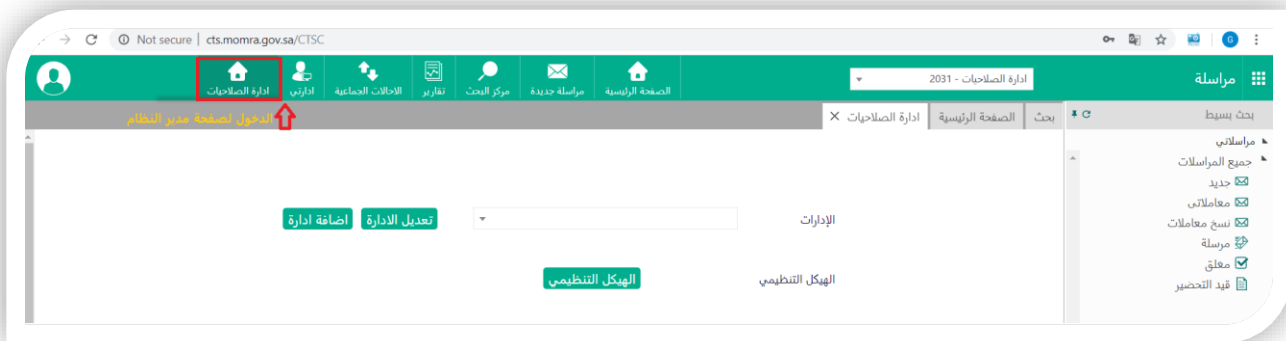 Not secure | cts.momra.gov.sa/CTSC
G
مراسلة
ادارة الصلاحيات - 2031
الصفحة الرئيسية
مراسلة جديدة
مركز البحث
تقارير
الاحالات الجماعية
ادارتي
ادارة الصلاحيات
بحث بسيط
بحث
الصفحة الرئيسية
ادارة الصلاحيات X
الدخول لصفحة مدير النظام
مراسلاتي
جميع المراسلات
جديد
معاملاتي
نسخ معاملات
مرسلة
معلق
قيد التحضير
الإدارات
تعديل الادارة
اضافة ادارة
الهيكل التنظيمي
الهيكل التنظيمي